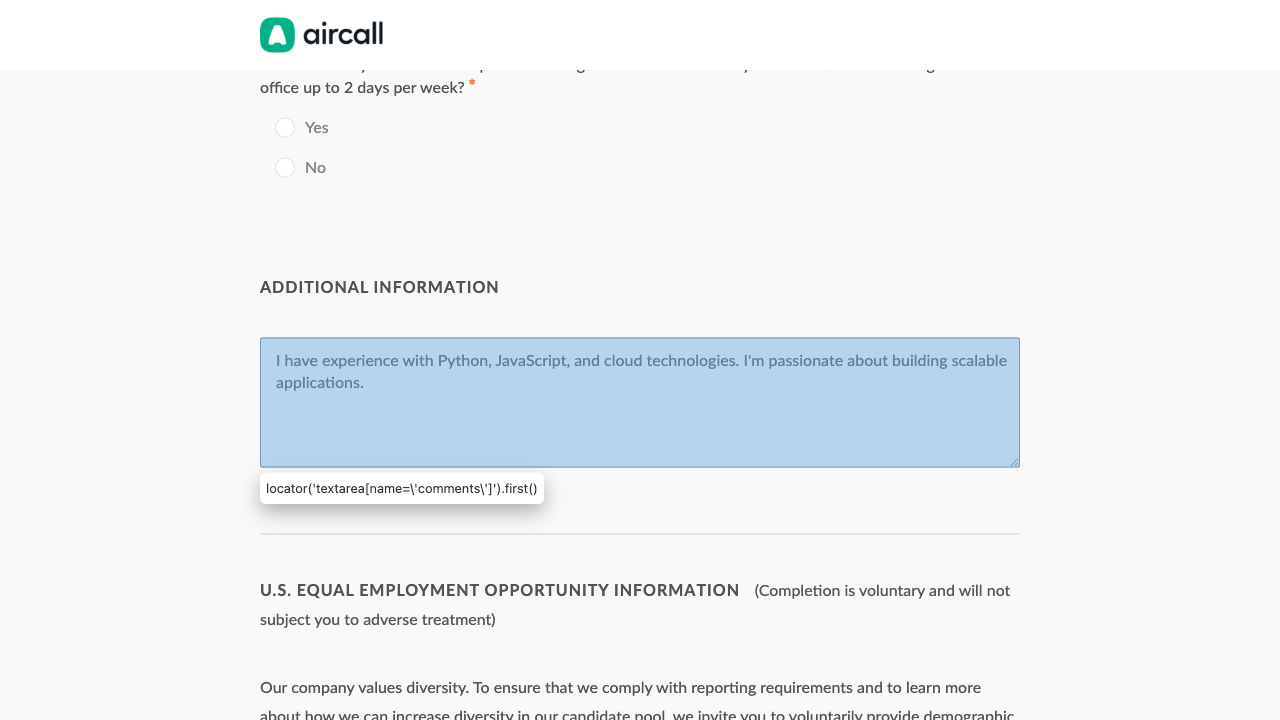 aircall
office up to 2 days per week? *
Yes
No
ADDITIONAL INFORMATION
I have experience with Python, JavaScript, and cloud technologies. I'm passionate about building scalable
applications.
locator('textarea[name=\'comments\']').first()
U.S. EQUAL EMPLOYMENT OPPORTUNITY INFORMATION (Completion is voluntary and will not
subject you to adverse treatment)
Our company values diversity. To ensure that we comply with reporting requirements and to learn more
about how we can increase diversity in our candidate pool, we invite you to voluntarily provide demographic